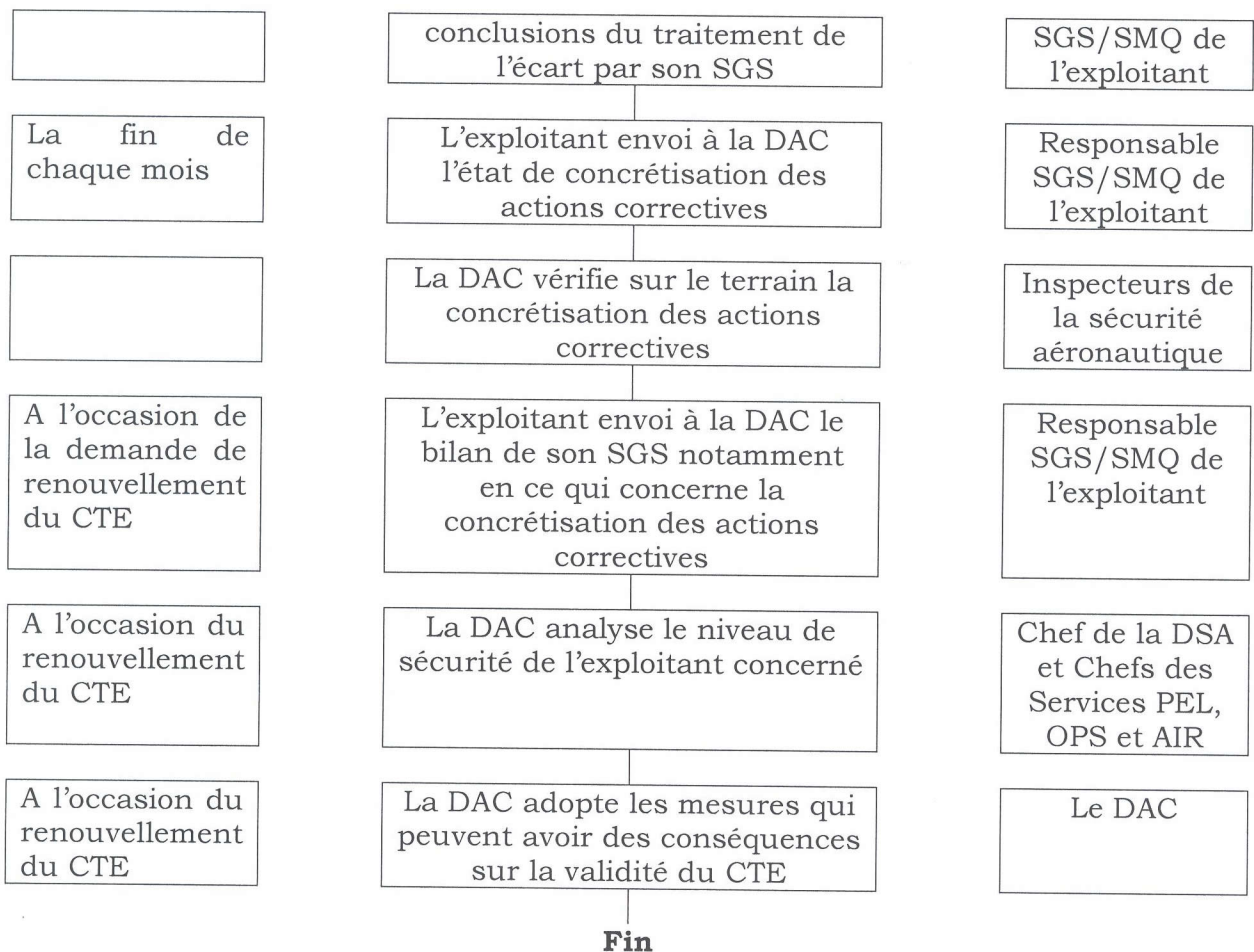 conclusions du traitement de
l'écart par son SGS
SGS/SMQ de
l'exploitant
La fin de
chaque mois
L'exploitant envoi à la DAC
l'état de concrétisation des
actions correctives
Responsable
SGS/SMQ de
l'exploitant
La DAC vérifie sur le terrain la
concrétisation des actions
correctives
Inspecteurs de
la sécurité
aéronautique
A l'occasion de
la demande de
renouvellement
du CTE
L'exploitant envoi à la DAC le
bilan de son SGS notamment
en ce qui concerne la
concrétisation des actions
correctives
Responsable
SGS/SMQ de
l'exploitant
A l'occasion du
renouvellement
du CTE
La DAC analyse le niveau de
sécurité de l'exploitant concerné
Chef de la DSA
et Chefs des
Services PEL,
OPS et AIR
A l'occasion du
renouvellement
du CTE
La DAC adopte les mesures qui
peuvent avoir des conséquences
sur la validité du CTE
Le DAC
Fin